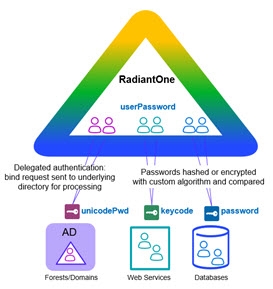 RadiantOne
userPassword
Delegated authentication:
bind request sent to underlying
directory for processing
Passwords hashed or encrypted
with custom algorithm and compared
unicodePwd
keycode
password
AD
Forests/Domains
Web Services
Databases